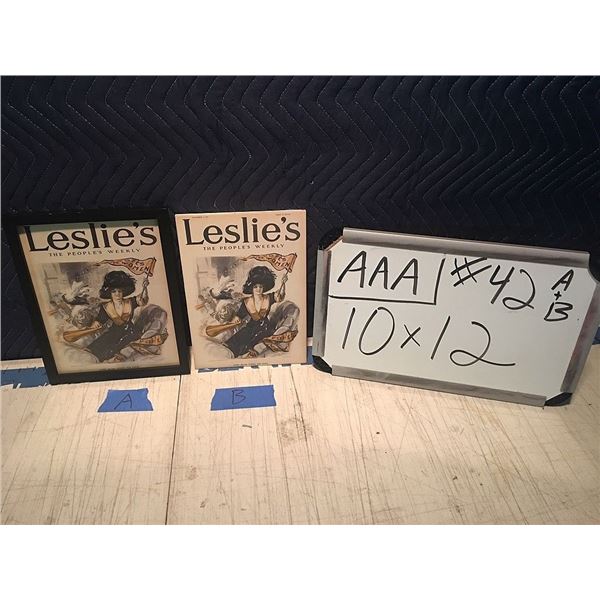 Leslie's
THE PEOPLE'S WEEKLY
Leslie's
THE PEOPLE'S WEEKLY
A
B
AAA #42 A + B
10 x 12